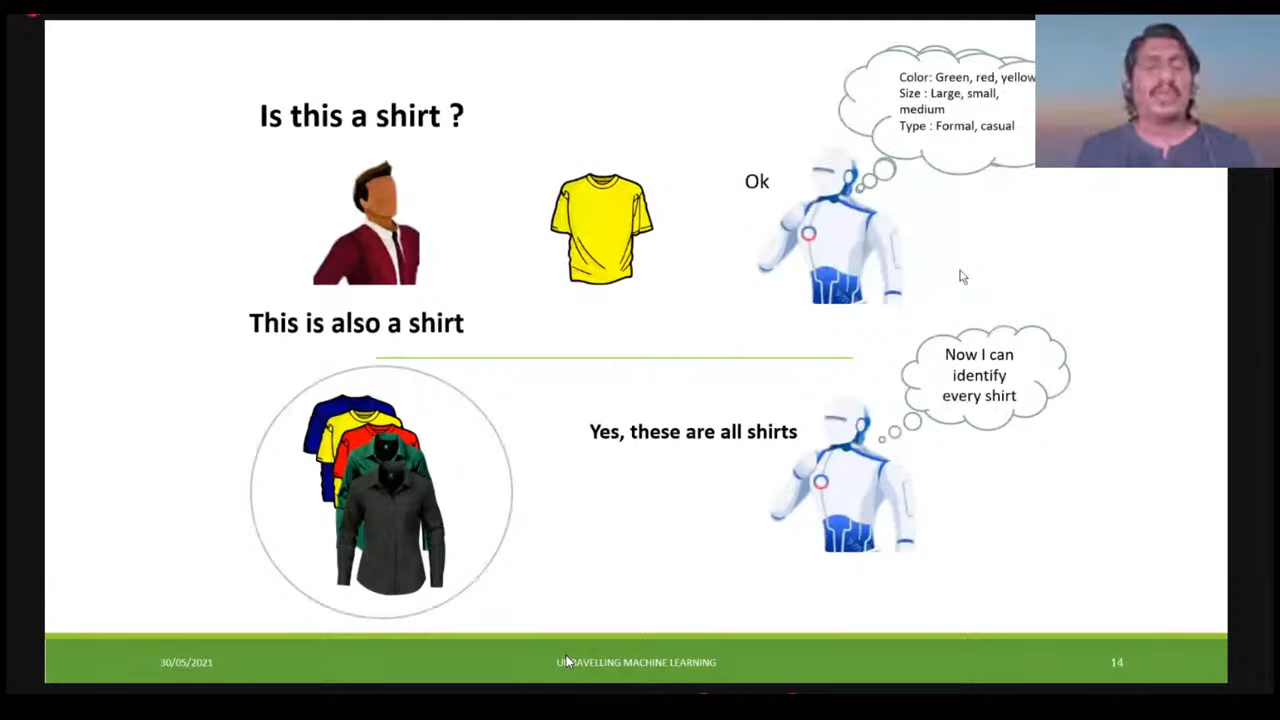 Is this a shirt ?
Color: Green, red, yellow
Size : Large, small,
medium
Type : Formal, casual
Ok
This is also a shirt
Now I can
identify
every shirt
Yes, these are all shirts
30/05/2021
UNRAVELLING MACHINE LEARNING
14